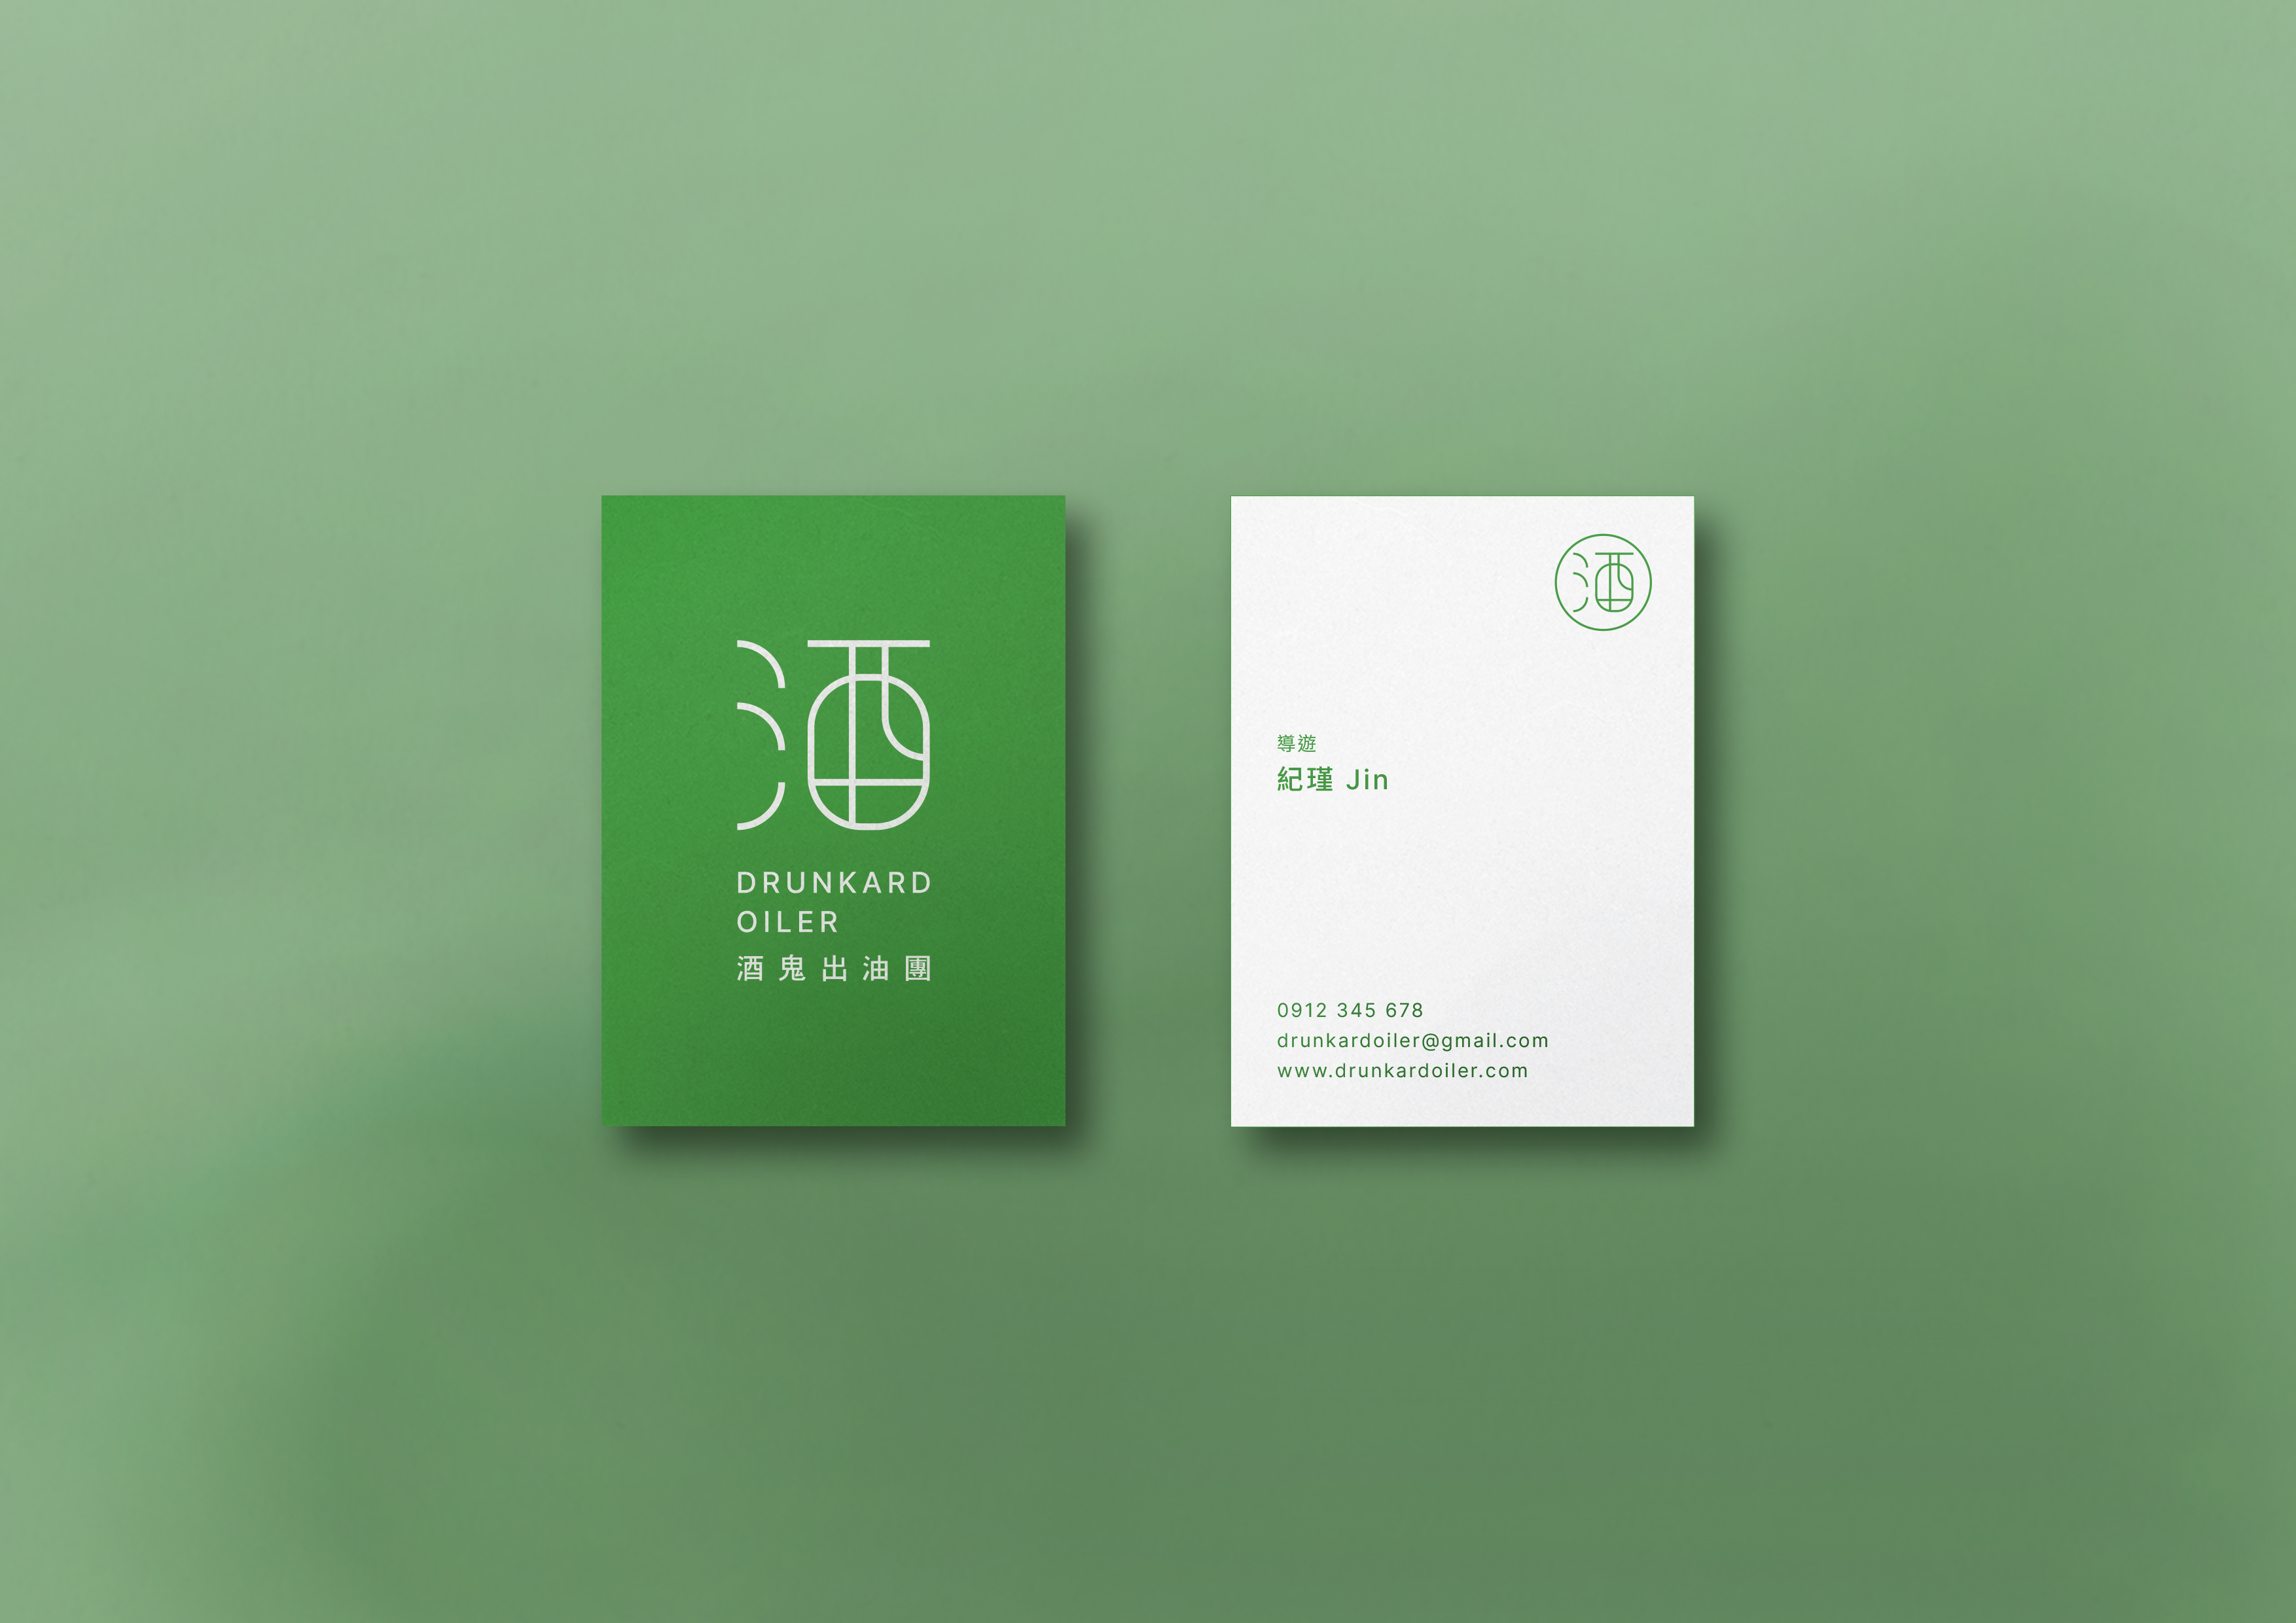 酒
DRUNKARD
OILER
酒鬼出油團
酒
導遊
紀瑾 Jin
0912 345 678
drunkardoiler@gmail.com
www.drunkardoiler.com